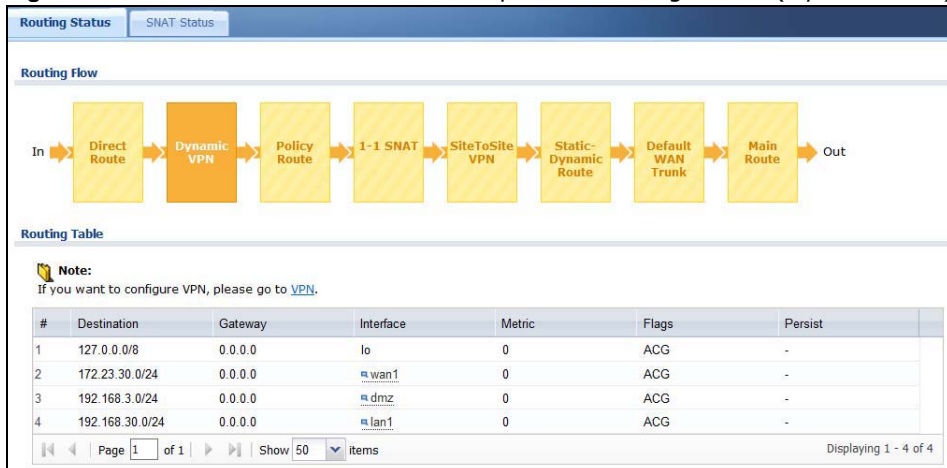 Routing Status SNAT Status
Routing Flow
In Direct Route Dynamic VPN Policy Route 1-1 SNAT SiteToSite VPN Static-Dynamic Route Default WAN Trunk Main Route Out
Routing Table
Note:
If you want to configure VPN, please go to VPN.
# Destination Gateway Interface Metric Flags Persist
1 127.0.0.0/8 0.0.0.0 lo 0 ACG -
2 172.23.30.0/24 0.0.0.0 wan1 0 ACG -
3 192.168.3.0/24 0.0.0.0 dmz 0 ACG -
4 192.168.30.0/24 0.0.0.0 lan1 0 ACG -
Page 1 of 1 Show 50 items Displaying 1 - 4 of 4